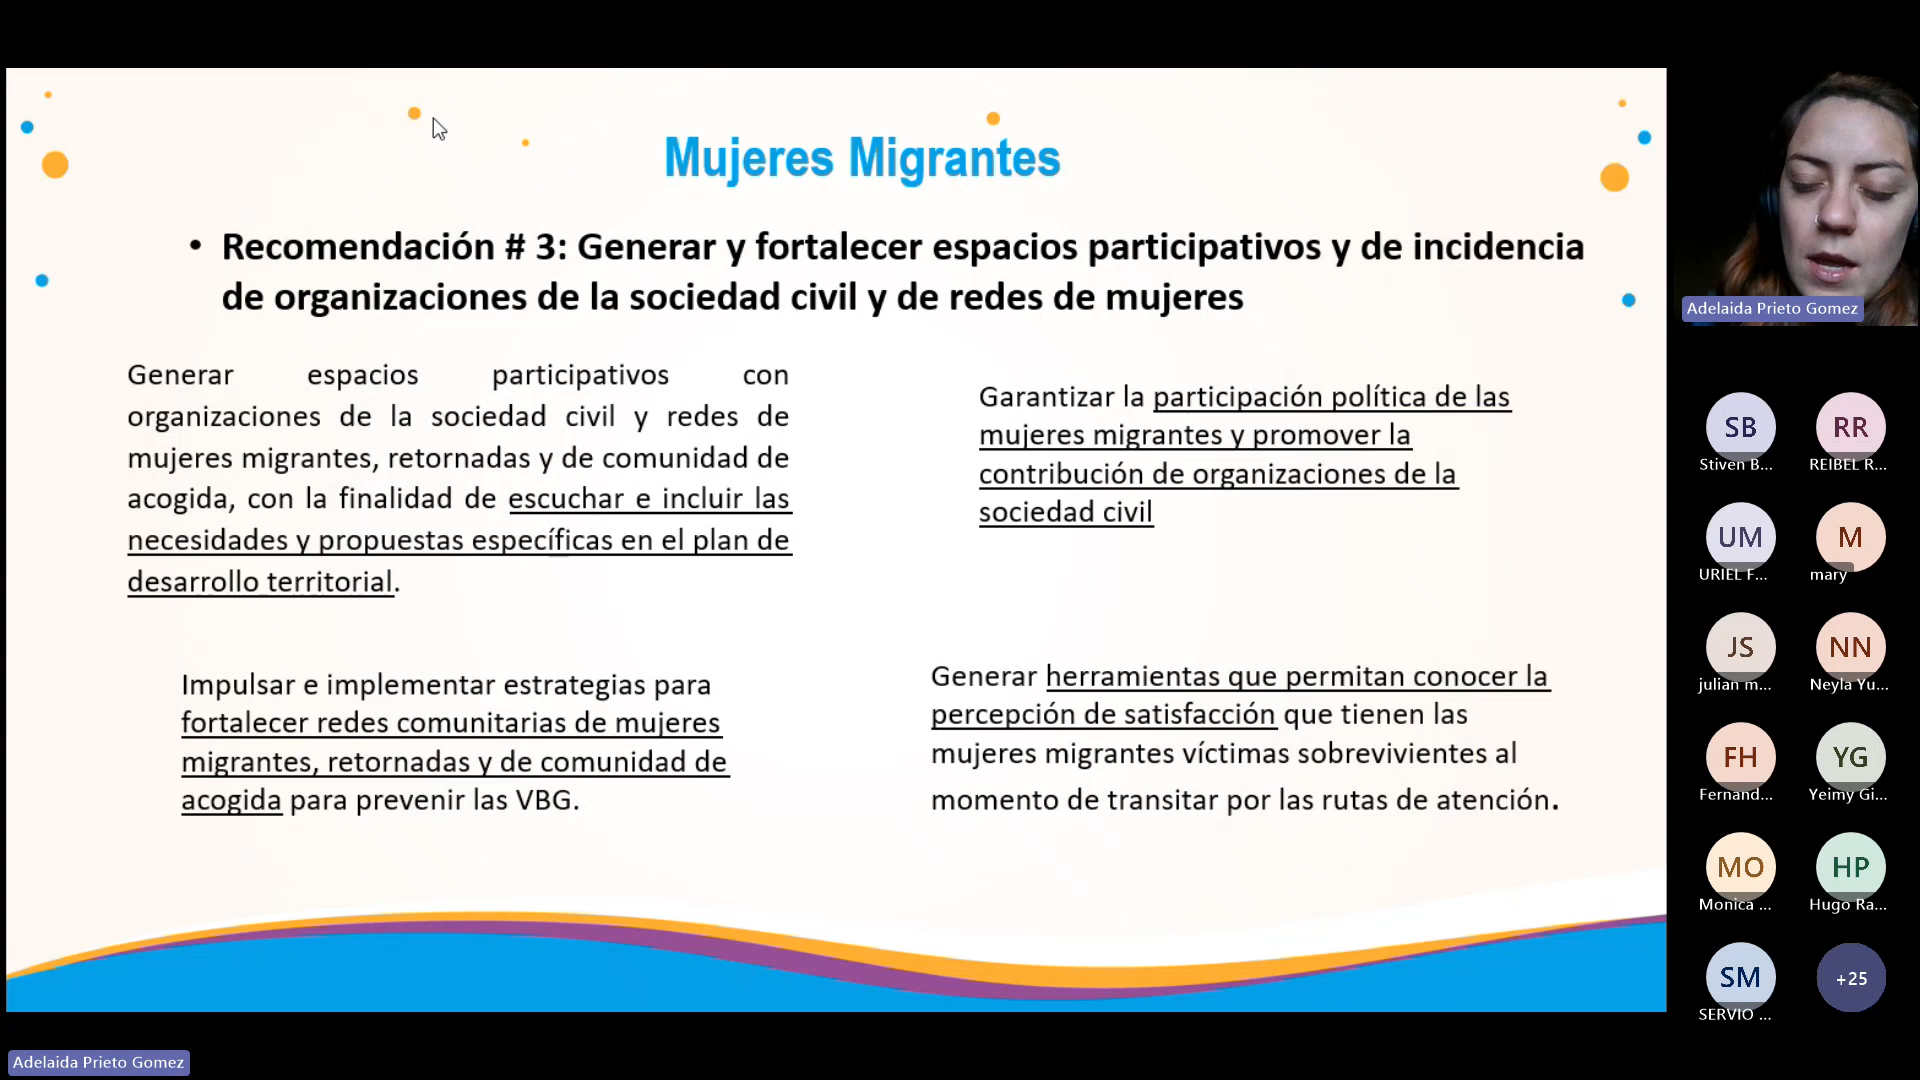 Mujeres Migrantes
• Recomendación # 3: Generar y fortalecer espacios participativos y de incidencia
de organizaciones de la sociedad civil y de redes de mujeres
Generar espacios participativos con
organizaciones de la sociedad civil y redes de
mujeres migrantes, retornadas y de comunidad de
acogida, con la finalidad de escuchar e incluir las
necesidades y propuestas específicas en el plan de
desarrollo territorial.
Garantizar la participación política de las
mujeres migrantes y promover la
contribución de organizaciones de la
sociedad civil
Impulsar e implementar estrategias para
fortalecer redes comunitarias de mujeres
migrantes, retornadas y de comunidad de
acogida para prevenir las VBG.
Generar herramientas que permitan conocer la
percepción de satisfacción que tienen las
mujeres migrantes víctimas sobrevivientes al
momento de transitar por las rutas de atención.
Adelaida Prieto Gomez
SB
Stiven B...
RR
REIBEL R...
UM
URIEL F...
M
mary
JS
julian m...
NN
Neyla Yu...
FH
Fernand...
YG
Yeimy Gi...
MO
Monica ...
HP
Hugo Ra...
SM
SERVIO ...
+25
Adelaida Prieto Gomez